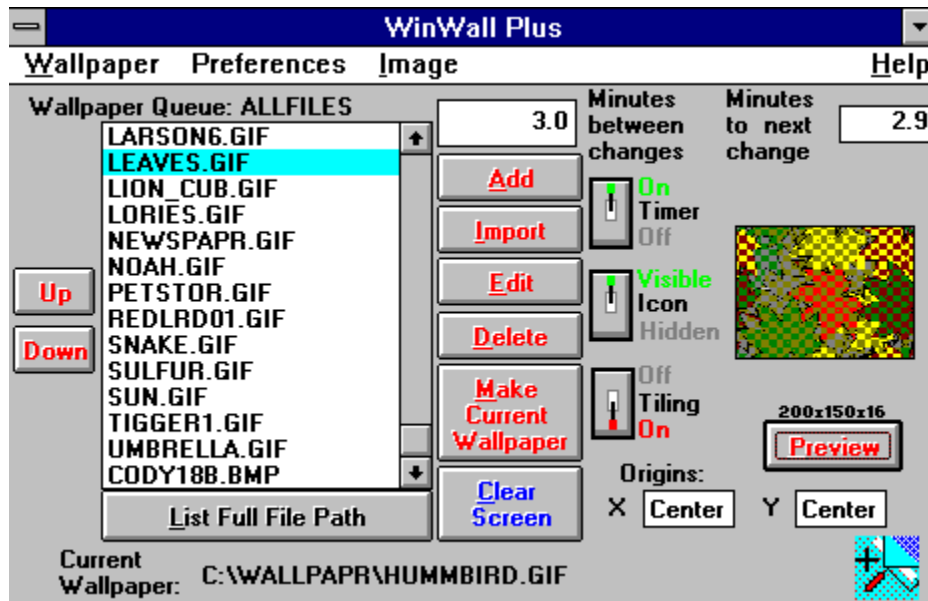 WinWall Plus
Wallpaper Preferences Image Help
Wallpaper Queue: ALLFILES
LARSON6.GIF
LEAVES.GIF
LION_CUB.GIF
LORIES.GIF
NEWSPAPR.GIF
NOAH.GIF
PETSTOR.GIF
REDLRD01.GIF
SNAKE.GIF
SULFUR.GIF
SUN.GIF
TIGGER1.GIF
UMBRELLA.GIF
CODY18B.BMP
Up
Down
List Full File Path
3.0
Minutes
between
changes
Minutes
to next
change
2.9
Add
Import
Edit
Delete
Make
Current
Wallpaper
Clear
Screen
On
Timer
Off
Visible
Icon
Hidden
Off
Tiling
On
200x150x16
Preview
Origins:
X Center Y Center
Current
Wallpaper: C:\WALLPAPR\HUMMBIRD.GIF